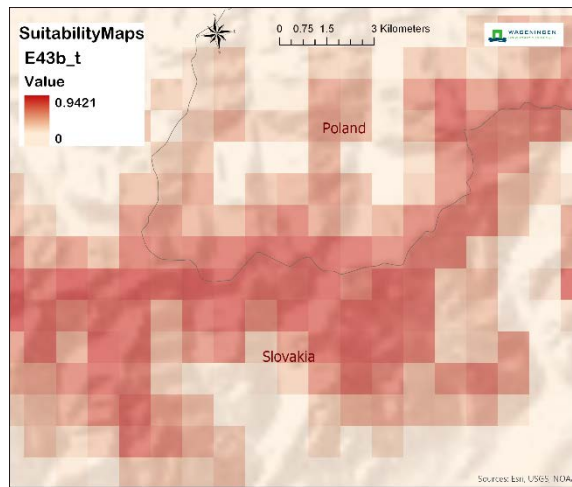 SuitabilityMaps
E43b_t
Value
0.9421
0
0 0.75 1.5 3 Kilometers
WAGENINGEN
Poland
Slovakia
Sources: Esri, USGS, NOAA